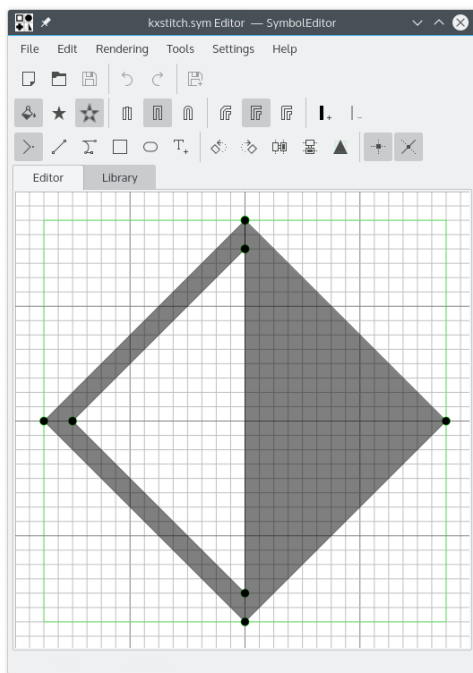 kxstitch.sym Editor — SymbolEditor
File Edit Rendering Tools Settings Help
Editor Library